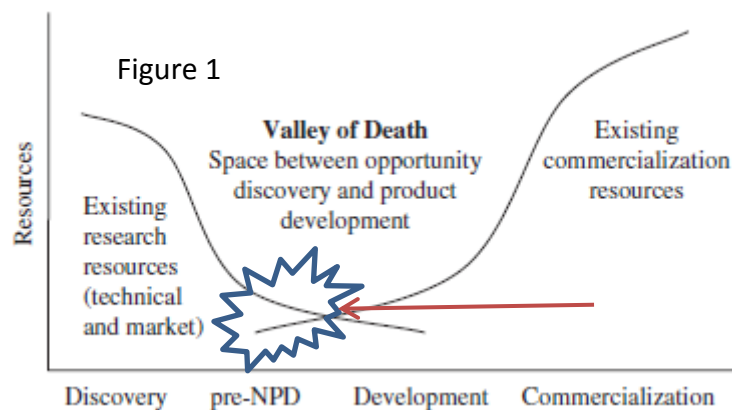 Figure 1
Valley of Death
Space between opportunity
discovery and product
development
Existing
commercialization
resources
Existing
research
resources
(technical
and market)
Resources
Discovery pre-NPD Development Commercialization